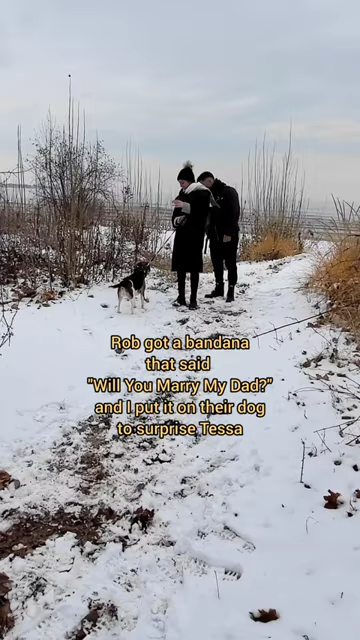 Rob got a bandana
that said
"Will You Marry My Dad?"
and I put it on their dog
to surprise Tessa